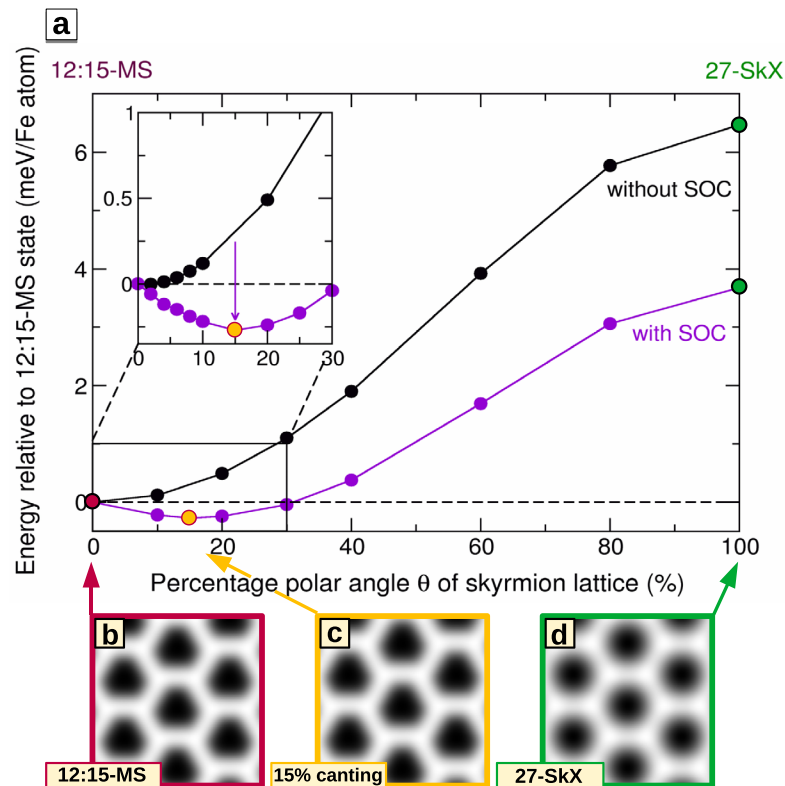 a
12:15-MS
27-SkX
Energy relative to 12:15-MS state (meV/Fe atom)
6
4
2
0
1
0.5
0
0 10 20 30
without SOC
with SOC
0 20 40 60 80 100
Percentage polar angle θ of skyrmion lattice (%)
b
12:15-MS
c
15% canting
d
27-SkX